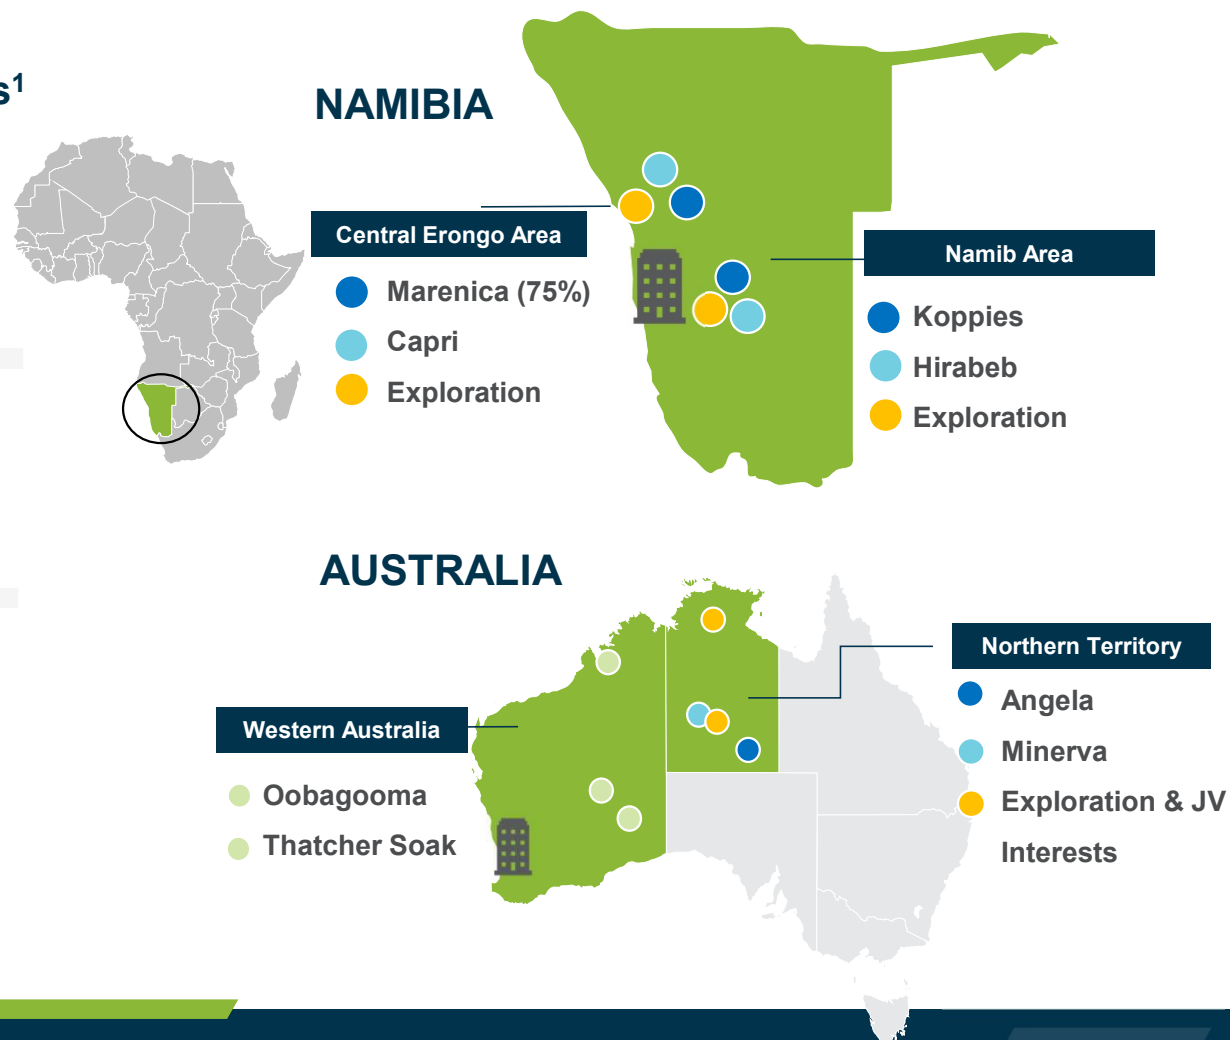 s¹
NAMIBIA
Central Erongo Area
Marenica (75%)
Capri
Exploration
Namib Area
Koppies
Hirabeb
Exploration
AUSTRALIA
Western Australia
Oobagooma
Thatcher Soak
Northern Territory
Angela
Minerva
Exploration & JV
Interests